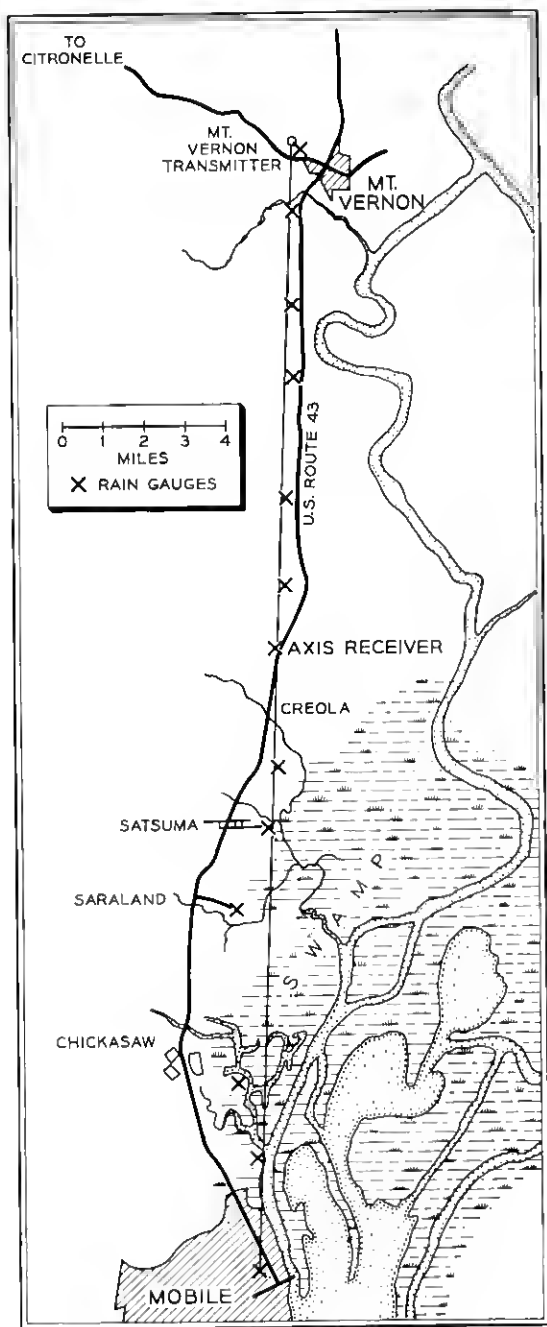 TO
CITRONELLE
MT.
VERNON
TRANSMITTER
MT.
VERNON
U.S. ROUTE 43
0 1 2 3 4
MILES
X RAIN GAUGES
AXIS RECEIVER
CREOLA
SATSUMA
SARALAND
SWAMP
CHICKASAW
MOBILE